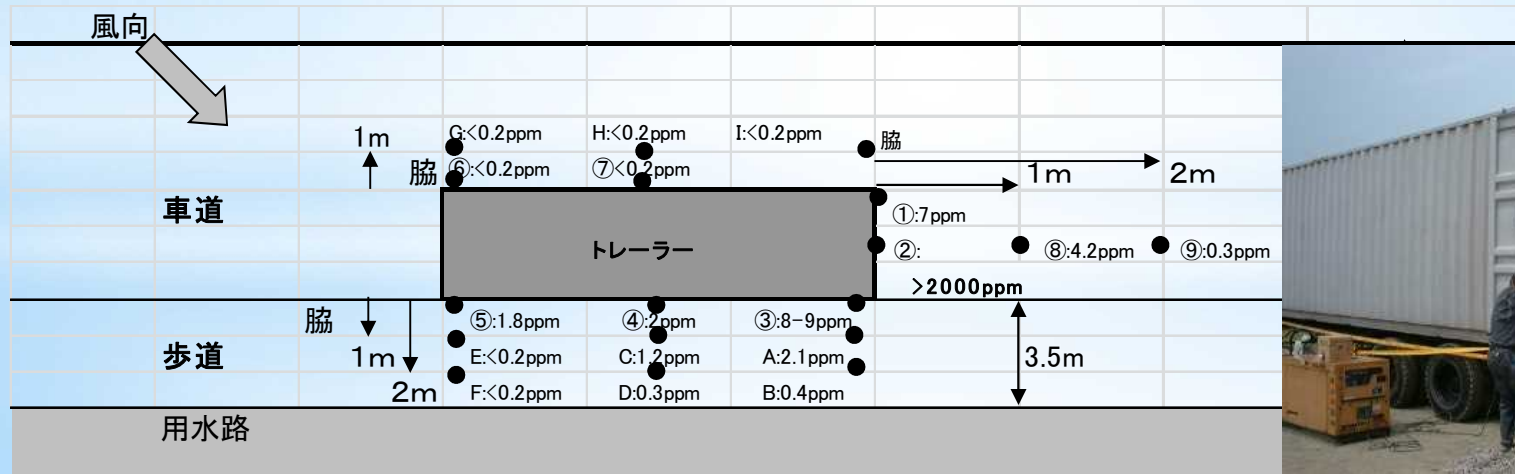 風向
1m
G:<0.2ppm
H:<0.2ppm
I:<0.2ppm
脇
脇
⑥:<0.2ppm
⑦<0.2ppm
1m
2m
車道
①:7ppm
トレーラー
②:
>2000ppm
⑧:4.2ppm
⑨:0.3ppm
脇
⑤:1.8ppm
④:2ppm
③:8-9ppm
歩道
1m
E:<0.2ppm
C:1.2ppm
A:2.1ppm
3.5m
2m
F:<0.2ppm
D:0.3ppm
B:0.4ppm
用水路